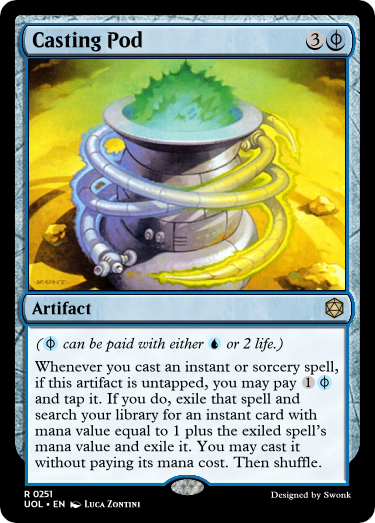 Casting Pod 3
Artifact
( can be paid with either or 2 life.)
Whenever you cast an instant or sorcery spell,
if this artifact is untapped, you may pay 1
and tap it. If you do, exile that spell and
search your library for an instant card with
mana value equal to 1 plus the exiled spell's
mana value and exile it. You may cast it
without paying its mana cost. Then shuffle.
R 0251
UOL • EN Luca Zontini
Designed by Swonk